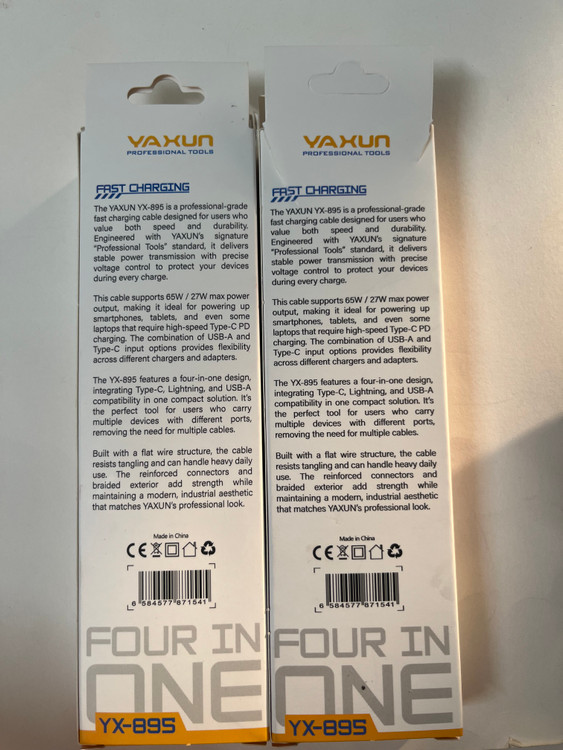 YAXUN
PROFESSIONAL TOOLS
FAST CHARGING
The YAXUN YX-895 is a professional-grade
fast charging cable designed for users who
value both speed and durability.
Engineered with YAXUN's signature
"Professional Tools" standard, it delivers
stable power transmission with precise
voltage control to protect your devices
during every charge.
This cable supports 65W / 27W max power
output, making it ideal for powering up
smartphones, tablets, and even some
laptops that require high-speed Type-C PD
charging. The combination of USB-A and
Type-C input options provides flexibility
across different chargers and adapters.
The YX-895 features a four-in-one design,
integrating Type-C, Lightning, and USB-A
compatibility in one compact solution. It's
the perfect tool for users who carry
multiple devices with different ports,
removing the need for multiple cables.
Built with a flat wire structure, the cable
resists tangling and can handle heavy daily
use. The reinforced connectors and
braided exterior add strength while
maintaining a modern, industrial aesthetic
that matches YAXUN's professional look.
Made in China
CE
6 584577 871541
FOUR IN
ONE
YX-895
YAXUN
PROFESSIONAL TOOLS
FAST CHARGING
The YAXUN YX-895 is a professional-grade
fast charging cable designed for users who
value both speed and durability.
Engineered with YAXUN's signature
"Professional Tools" standard, it delivers
stable power transmission with precise
voltage control to protect your devices
during every charge.
This cable supports 65W / 27W max power
output, making it ideal for powering up
smartphones, tablets, and even some
laptops that require high-speed Type-C PD
charging. The combination of USB-A and
Type-C input options provides flexibility
across different chargers and adapters.
The YX-895 features a four-in-one design,
integrating Type-C, Lightning, and USB-A
compatibility in one compact solution. It's
the perfect tool for users who carry
multiple devices with different ports,
removing the need for multiple cables.
Built with a flat wire structure, the cable
resists tangling and can handle heavy daily
use. The reinforced connectors and
braided exterior add strength while
maintaining a modern, industrial aesthetic
that matches YAXUN's professional look.
Made in China
CE
6 584577 871541
FOUR IN
ONE
YX-895